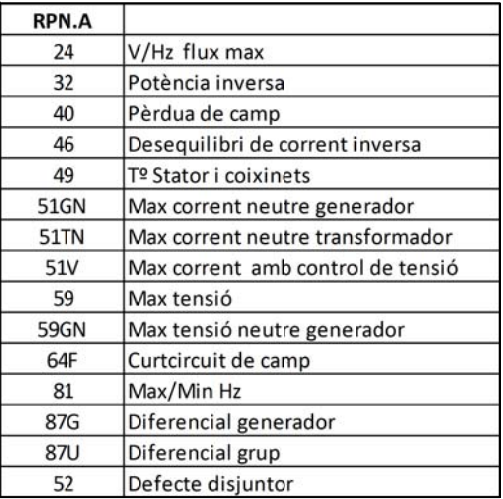 RPN.A
24 V/Hz flux max
32 Potència inversa
40 Pèrdua de camp
46 Desequilibri de corrent inversa
49 Tº Stator i coixinets
51GN Max corrent neutre generador
51TN Max corrent neutre transformador
51V Max corrent amb control de tensió
59 Max tensió
59GN Max tensió neutre generador
64F Curtcircuit de camp
81 Max/Min Hz
87G Diferencial generador
87U Diferencial grup
52 Defecte disjuntor